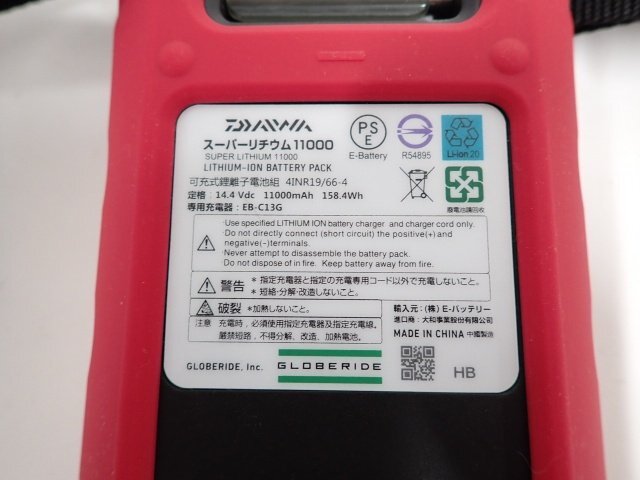 DAIWA
スーパーリチウム11000
SUPER LITHIUM 11000
LITHIUM-ION BATTERY PACK
可充式鋰離子電池組 4INR19/66-4
定格：14.4 Vdc 11000mAh 158.4Wh
専用充電器：EB-C13G
PS
E
E-Battery
R54895
Li-ion 20
廢電池請回收
·Use specified LITHIUM ION battery charger and charger cord only.
·Do not directly connect (short circuit) the positive(+) and
negative(-)terminals.
·Never attempt to disassemble the battery pack.
·Do not dispose of in fire. Keep battery away from fire.
警告
＊指定充電器と指定の充電専用コード以外で充電しないこと。
＊短絡·分解·改造しないこと。
破裂 ＊加熱しないこと。
注意 充電時，必須使用指定充電器及指定充電線。
嚴禁短路，不得分解、改造、加熱電池。
輸入元：（株）E-バッテリー
進口商：大和事業股份有限公司
MADE IN CHINA 中國製造
GLOBERIDE, Inc.
GLOBERIDE
HB